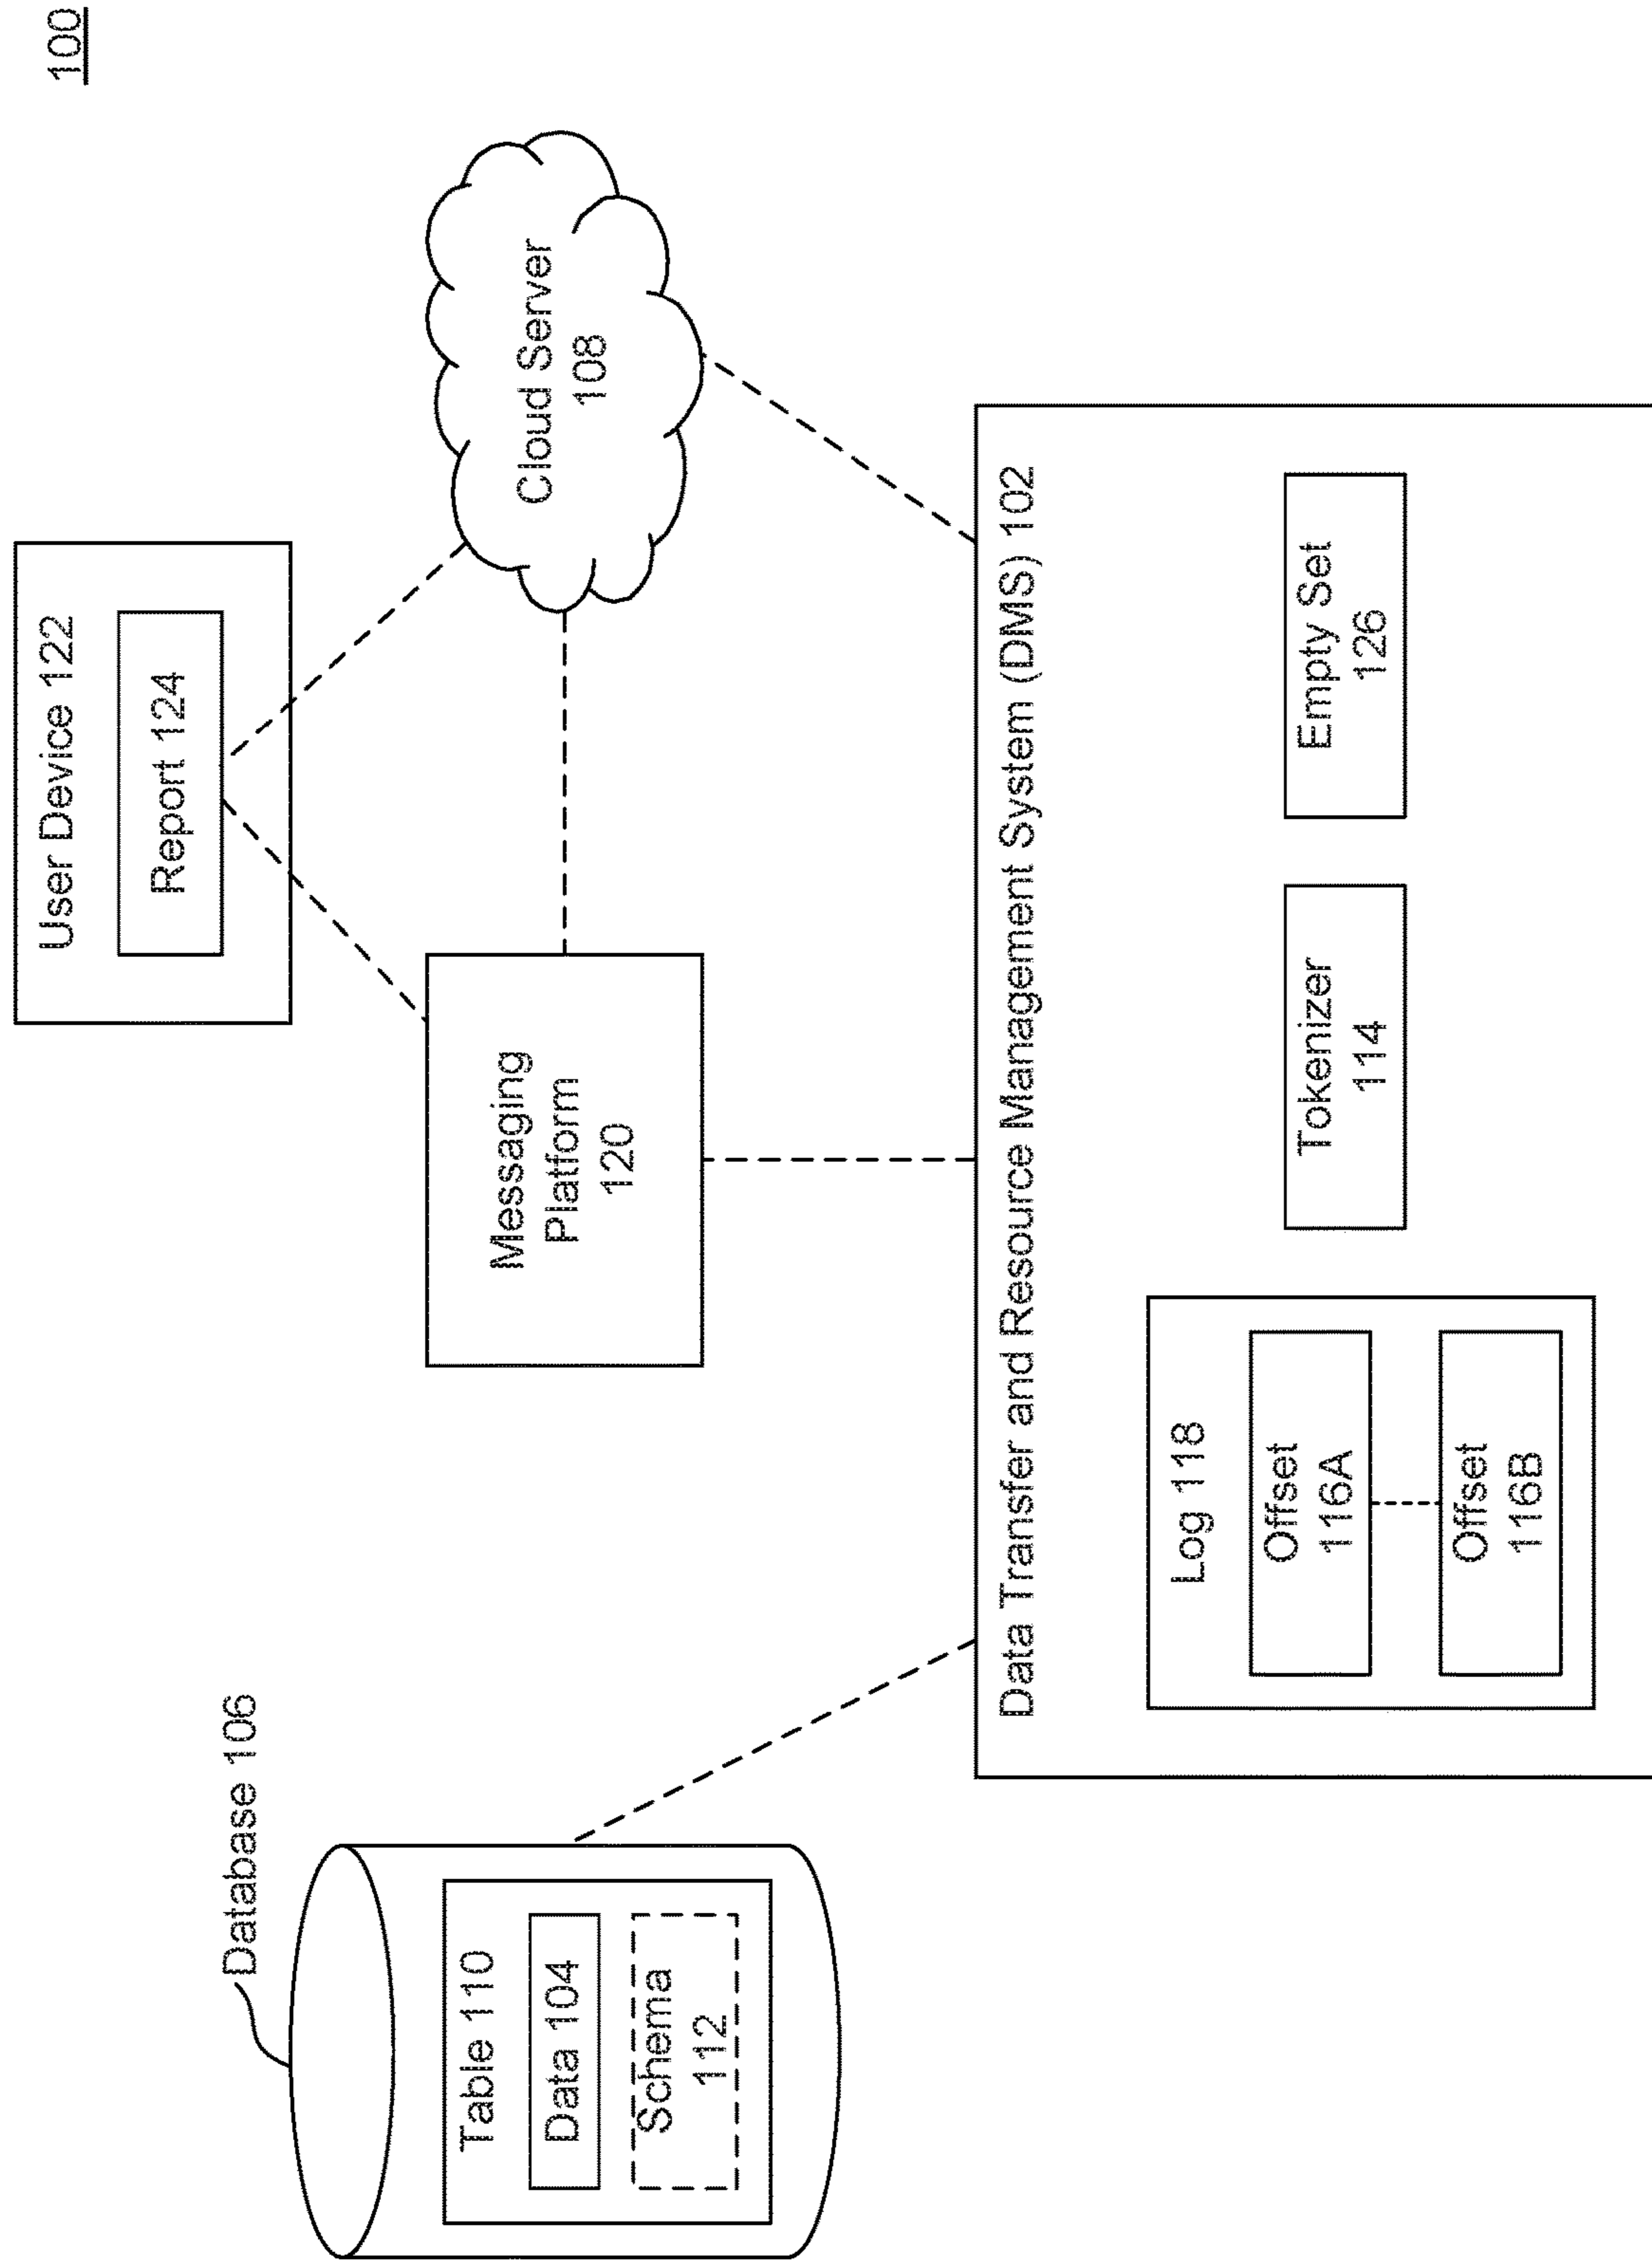 100
User Device 122
Report 124
Database 106
Table 110
Data 104
Schema
112
Messaging
Platform
120
Cloud Server
108
Data Transfer and Resource Management System (DMS) 102
Log 118
Offset
116A
Offset
116B
Tokenizer
114
Empty Set
126